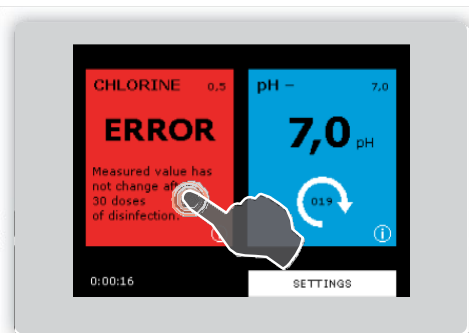 CHLORINE 0,5
ERROR
Measured value has
not change
30 doses
of disinfection.
pH – 7,0
7,0 pH
019
i
0:00:16
SETTINGS